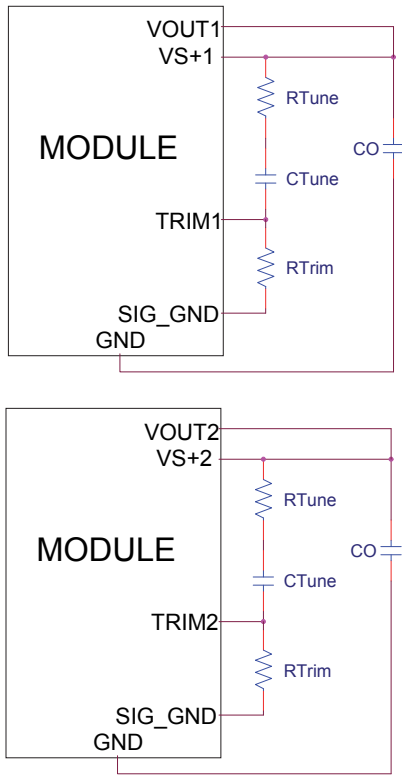 VOUT1
VS+1
RTune
MODULE
CO
CTune
TRIM1
RTrim
SIG_GND
GND
VOUT2
VS+2
RTune
MODULE
CO
CTune
TRIM2
RTrim
SIG_GND
GND